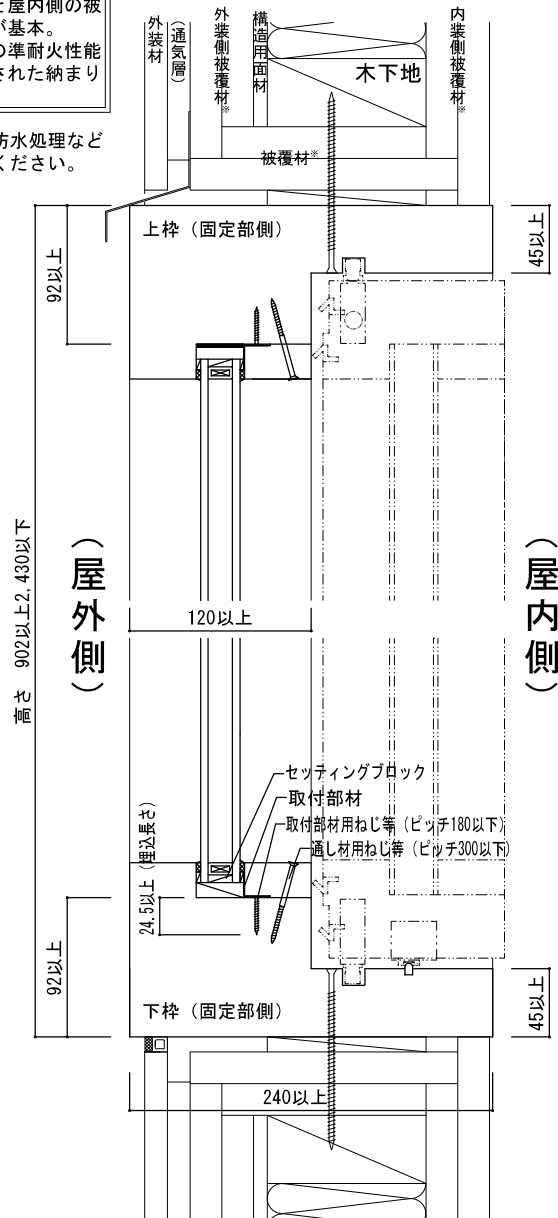 と屋内側の被
が基本。
の準耐火性能
された納まり
防水処理など
ください。
外装材
（通気層）
外装側被覆材※
構造用面材
木下地
内装側被覆材※
被覆材※
上枠（固定部側）
92以上
45以上
高さ 902以上2,430以下
（屋外側）
（屋内側）
120以上
セッティングブロック
取付部材
取付部材用ねじ等（ピッチ180以下）
通し材用ねじ等（ピッチ300以下）
24.5以上（埋込長さ）
92以上
下枠（固定部側）
45以上
240以上